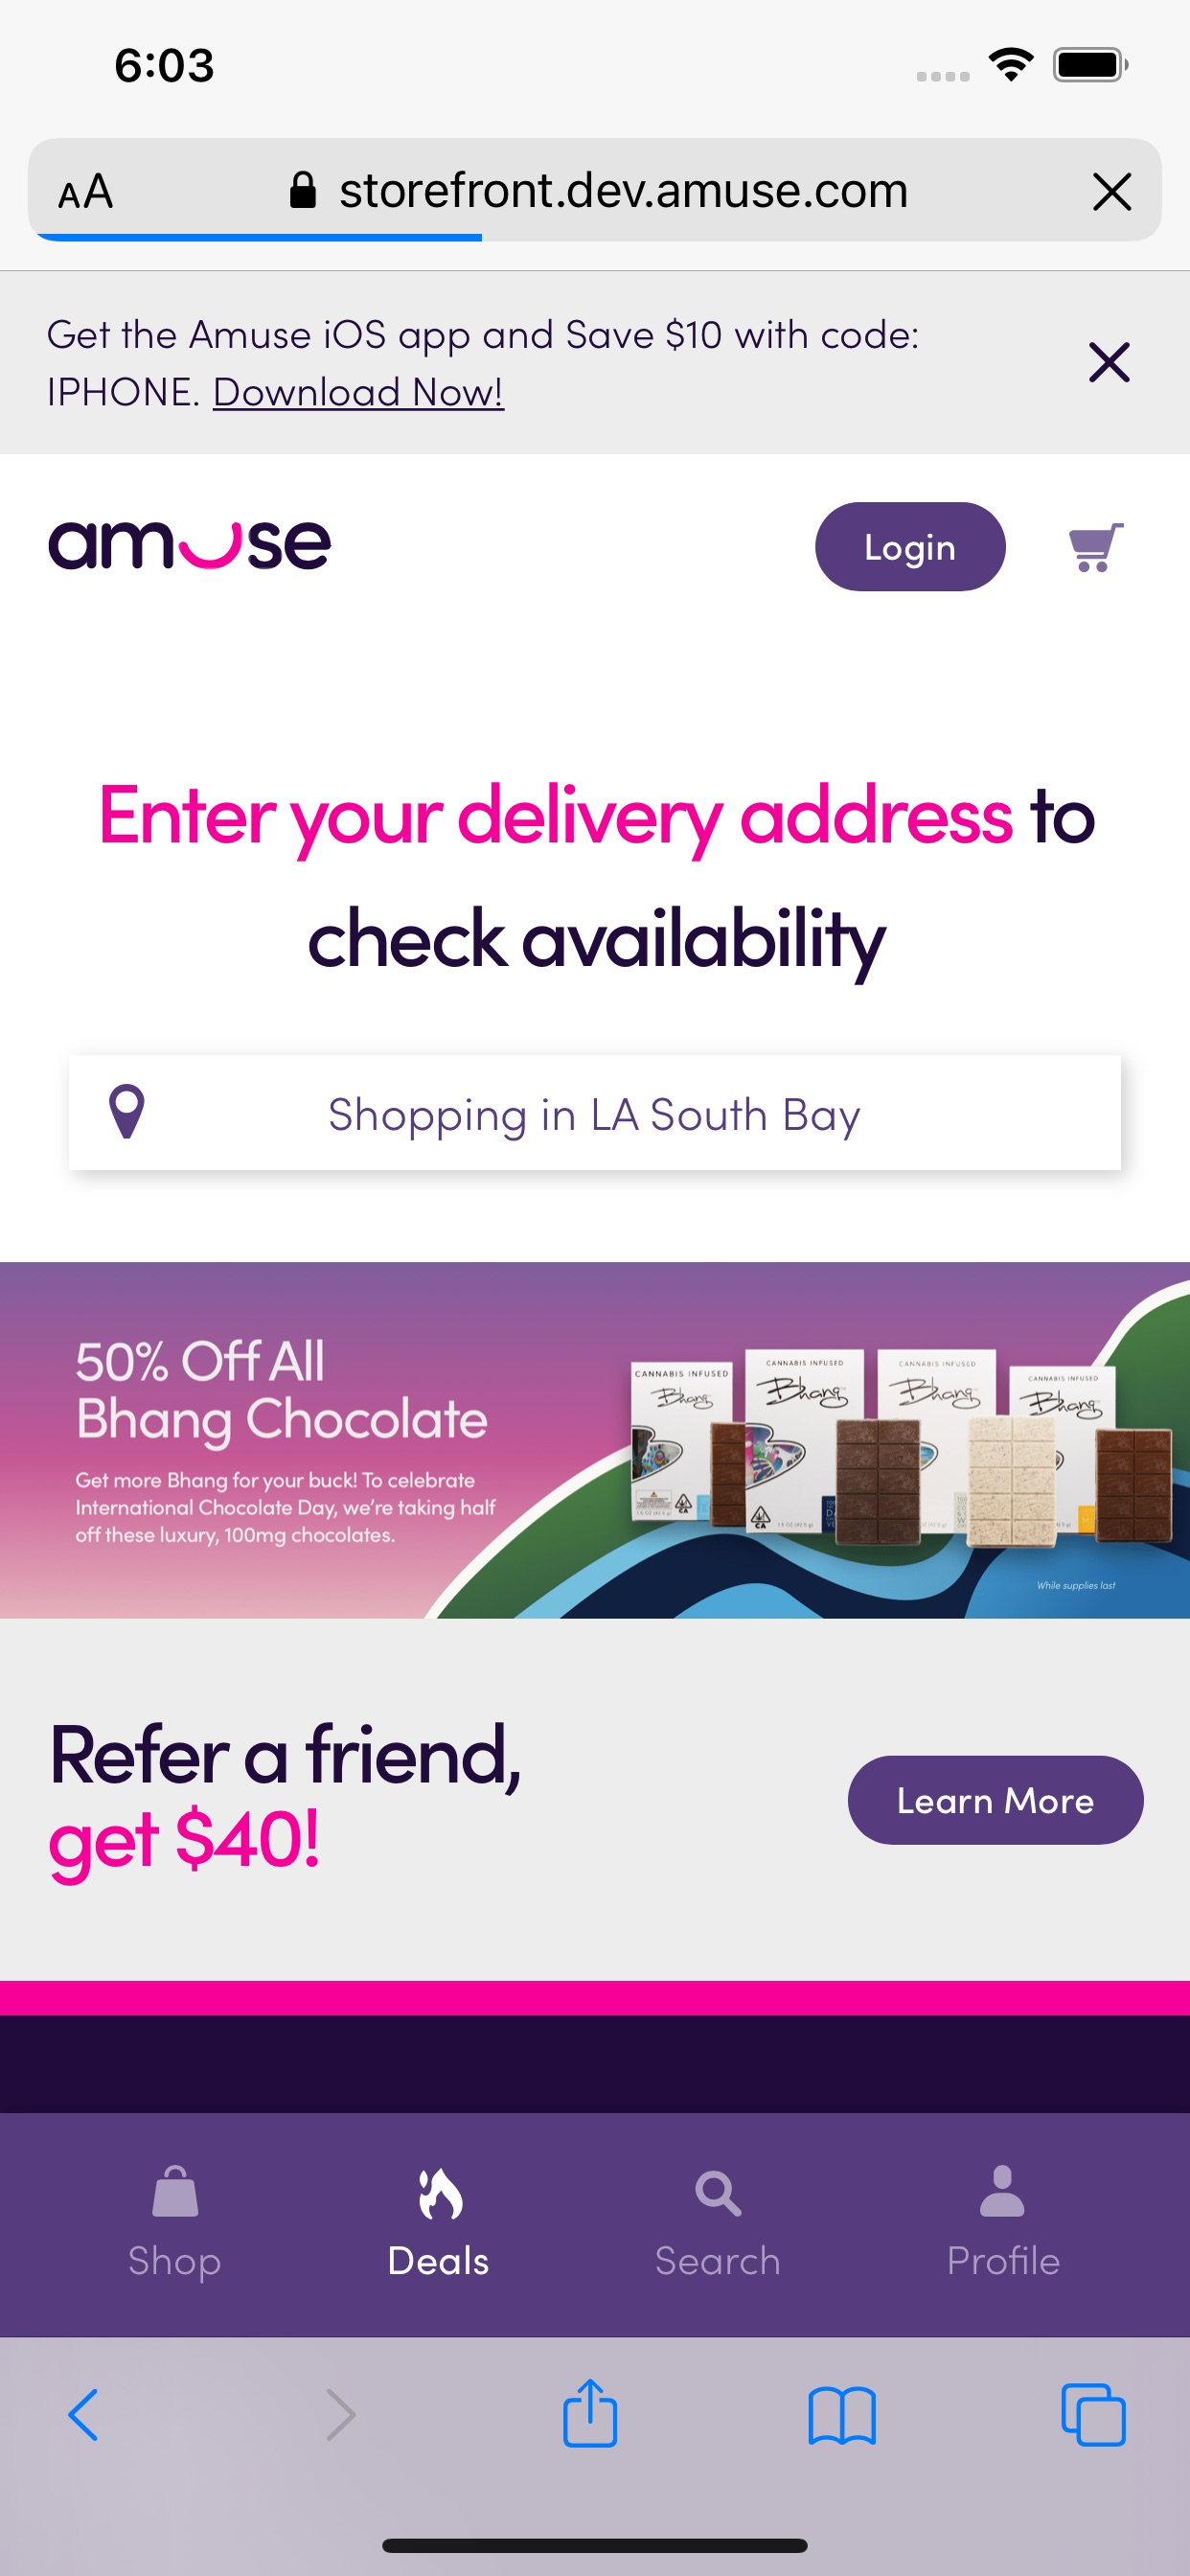 6:03
AA storefront.dev.amuse.com
Get the Amuse iOS app and Save $10 with code:
IPHONE. Download Now!
amuse
Login
Enter your delivery address to
check availability
Shopping in LA South Bay
50% Off All
Bhang Chocolate
Get more Bhang for your buck! To celebrate
International Chocolate Day, we're taking half
off these luxury, 100mg chocolates.
CANNABIS INFUSED
Bhang
CANNABIS INFUSED
Bhang
CANNABIS INFUSED
Bhang
CANNABIS INFUSED
Bhang
While supplies last
Refer a friend,
get $40!
Learn More
Shop
Deals
Search
Profile